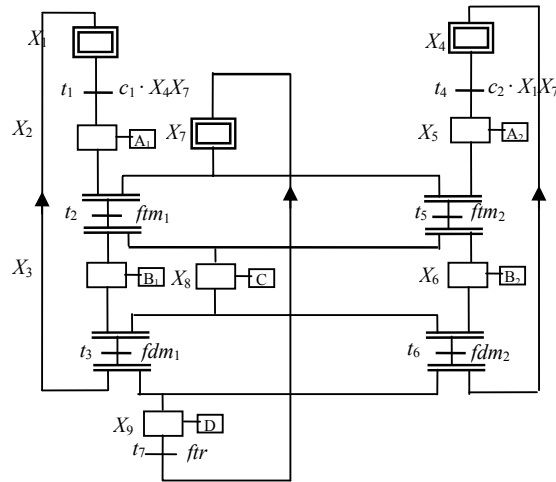 X1
X4
t1
c1 · X4X7
t4
c2 · X1X7
X2
A1
X7
X5
A2
t2
ftm1
t5
ftm2
X3
B1
X8
C
X6
B2
t3
fdm1
t6
fdm2
X9
D
t7
ftr